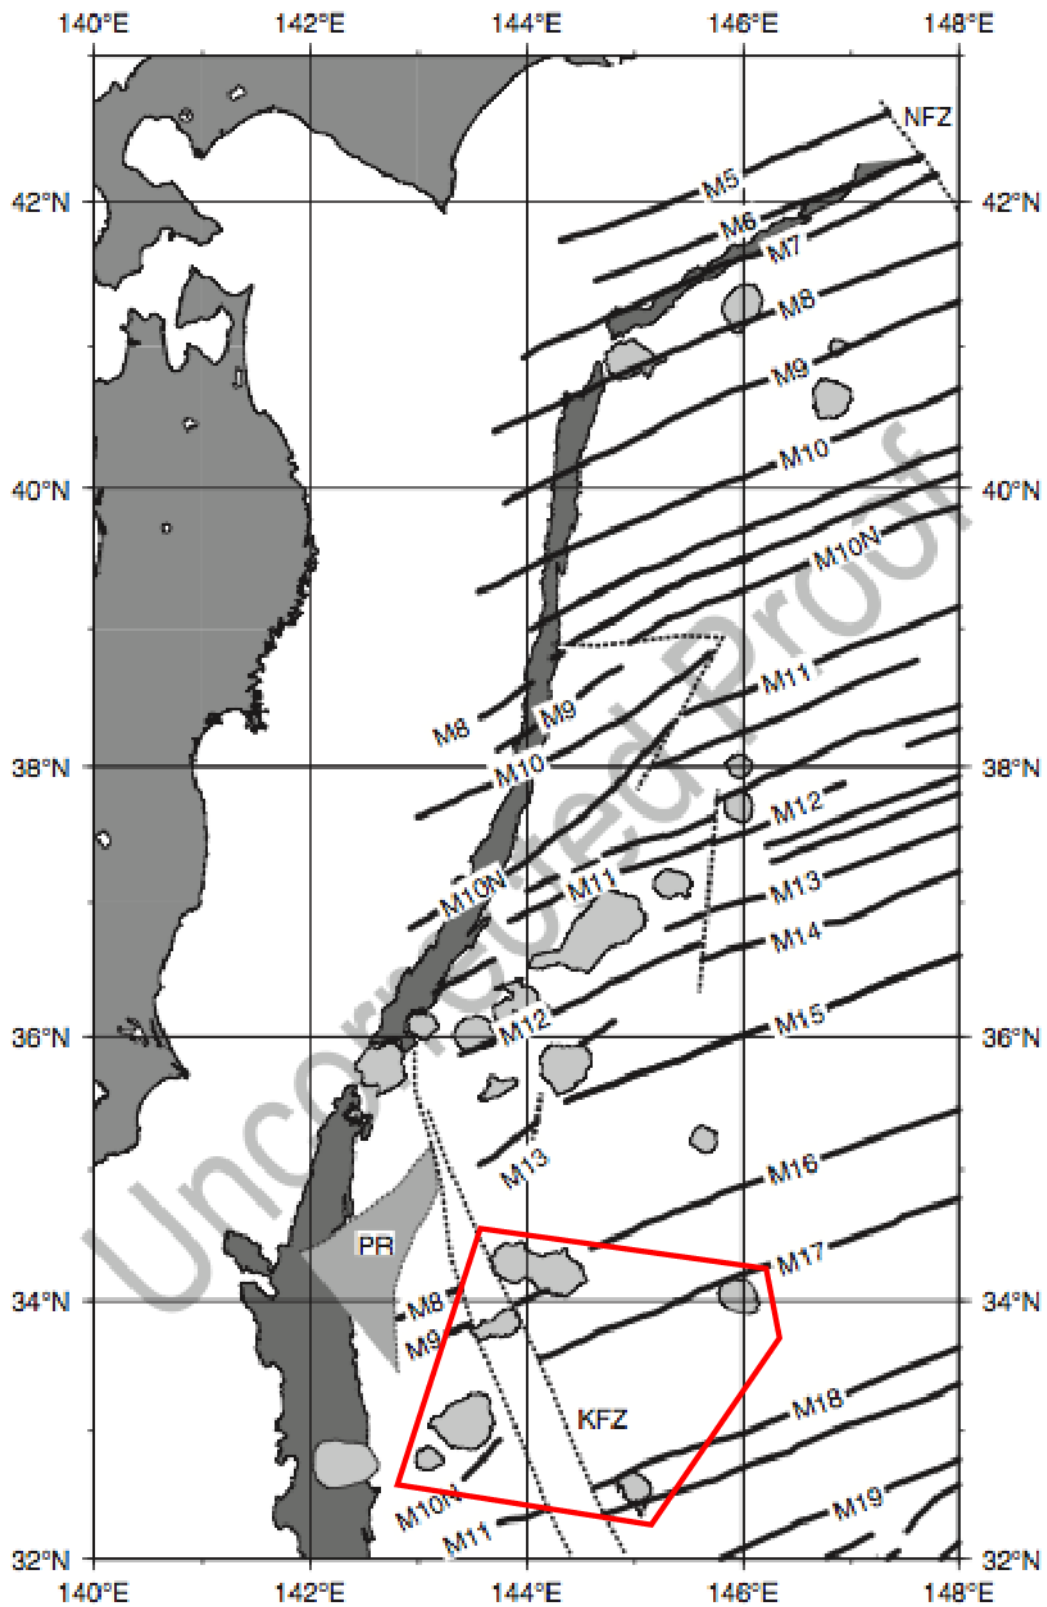 140°E 142°E 144°E 146°E 148°E
NFZ
M5
42°N 42°N
M6
M7
M8
M9
M10
40°N 40°N
M10N
M11
M8 M9
38°N M10 38°N
M12
M10N M11 M13
M14
M12 M15
36°N 36°N
M13 M16
PR M17
34°N M8 34°N
M9
KFZ M18
M10N M19
M11
32°N 32°N
140°E 142°E 144°E 146°E 148°E
Uncorrected Proof